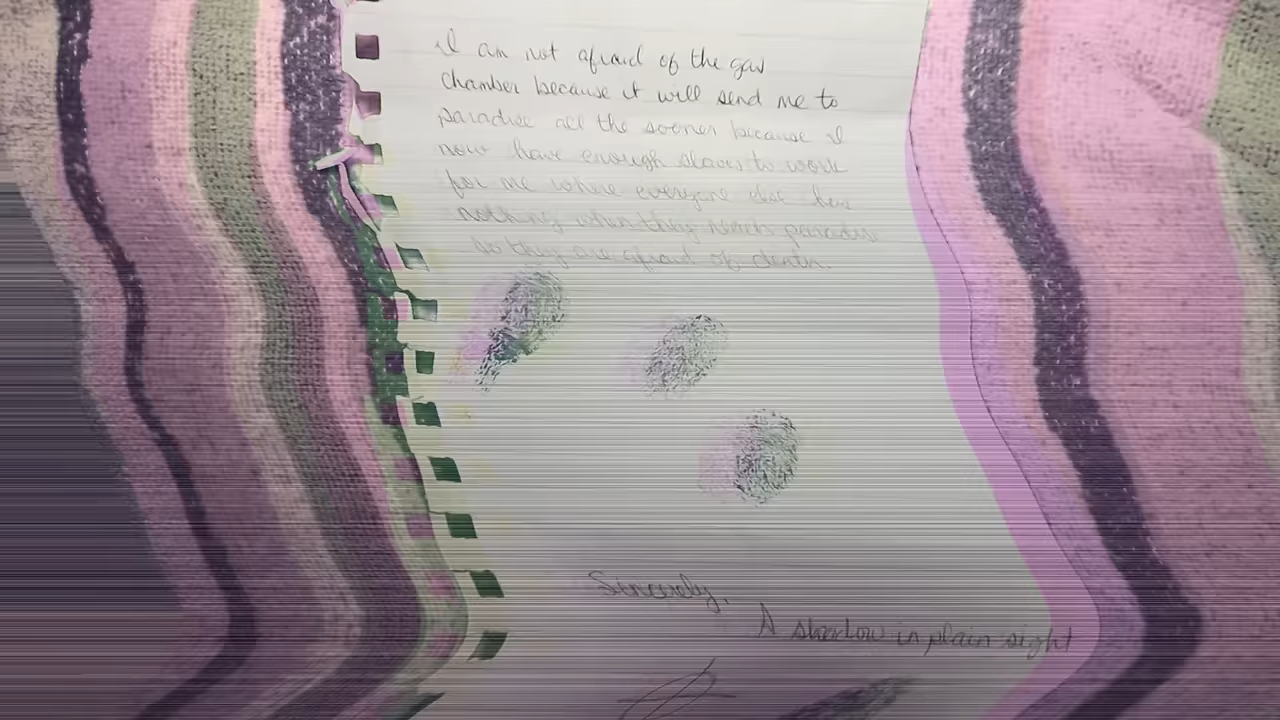 I am not afraid of the gas
chamber because it will send me to
paradise all the sooner because I
now have enough slaves to work
for me where everyone else has
nothing when they reach paradise
so they are afraid of death.
Sincerely,
A shadow in plain sight